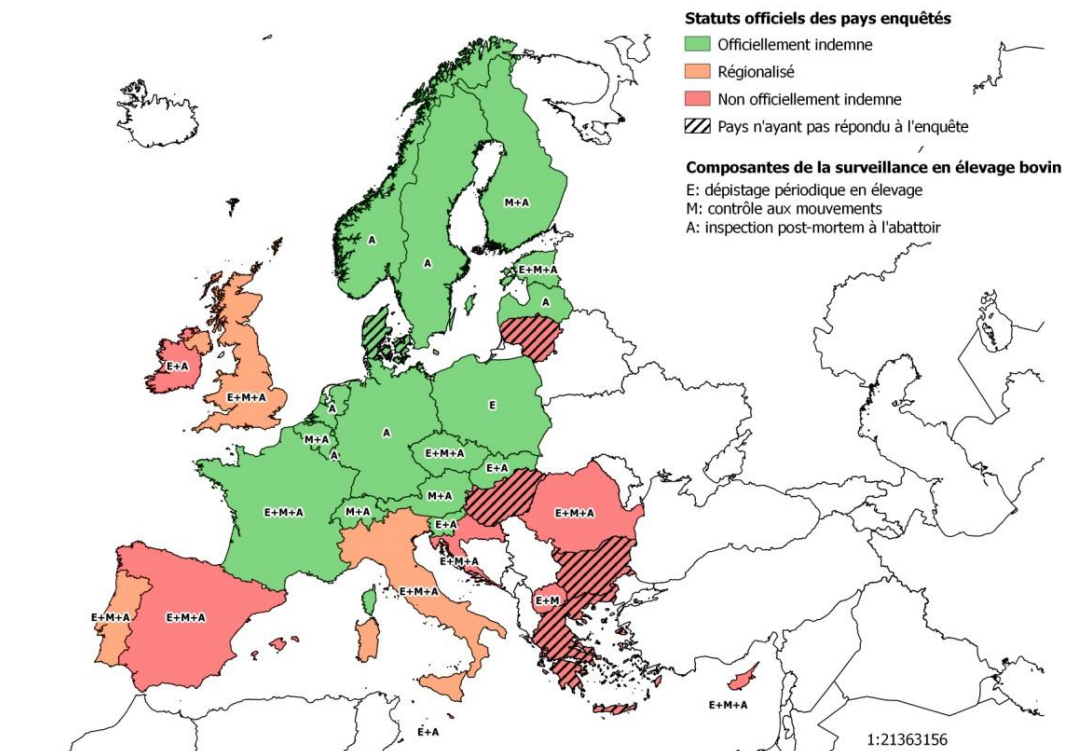 Statuts officiels des pays enquêtés
Officiellement indemne
Régionalisé
Non officiellement indemne
Pays n'ayant pas répondu à l'enquête
Composantes de la surveillance en élevage bovin
E: dépistage périodique en élevage
M: contrôle aux mouvements
A: inspection post-mortem à l'abattoir
M+A
A
A
E+M+A
A
E+A
E+M+A
A
E
M+A
A
A
E+M+A
E+A
M+A
E+M+A
M+A
E+A
E+M+A
E+M+A
E+M+A
E+M
E+M+A
E+M+A
E+M+A
E+A
1:21363156